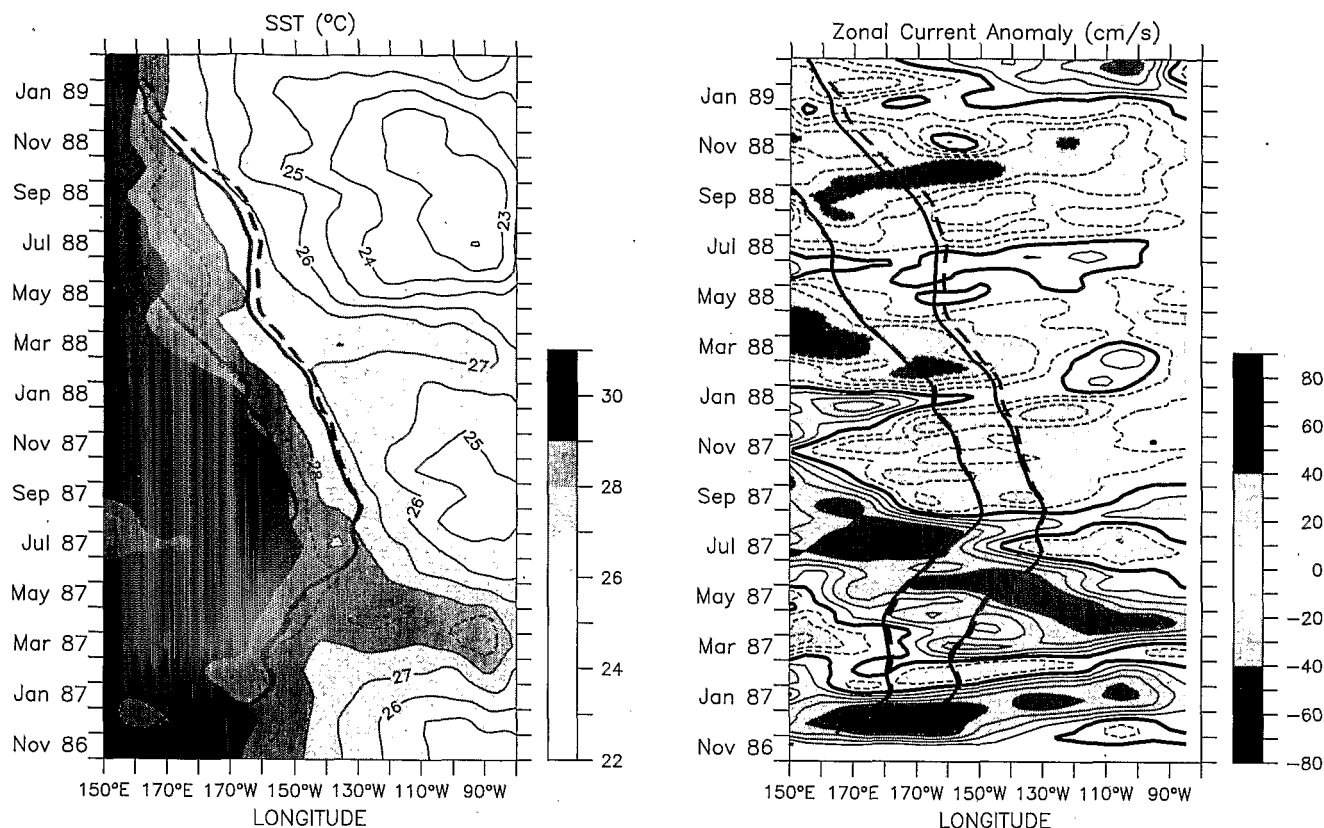 SST (°C)
Jan 89
Nov 88
Sep 88
Jul 88
May 88
Mar 88
Jan 88
Nov 87
Sep 87
Jul 87
May 87
Mar 87
Jan 87
Nov 86
25
23
26
24
27
25
28
26
27
26
150°E 170°E 170°W 150°W 130°W 110°W 90°W
LONGITUDE
30
28
26
24
22
Zonal Current Anomaly (cm/s)
Jan 89
Nov 88
Sep 88
Jul 88
May 88
Mar 88
Jan 88
Nov 87
Sep 87
Jul 87
May 87
Mar 87
Jan 87
Nov 86
150°E 170°E 170°W 150°W 130°W 110°W 90°W
LONGITUDE
80
60
40
20
0
-20
-40
-60
-80